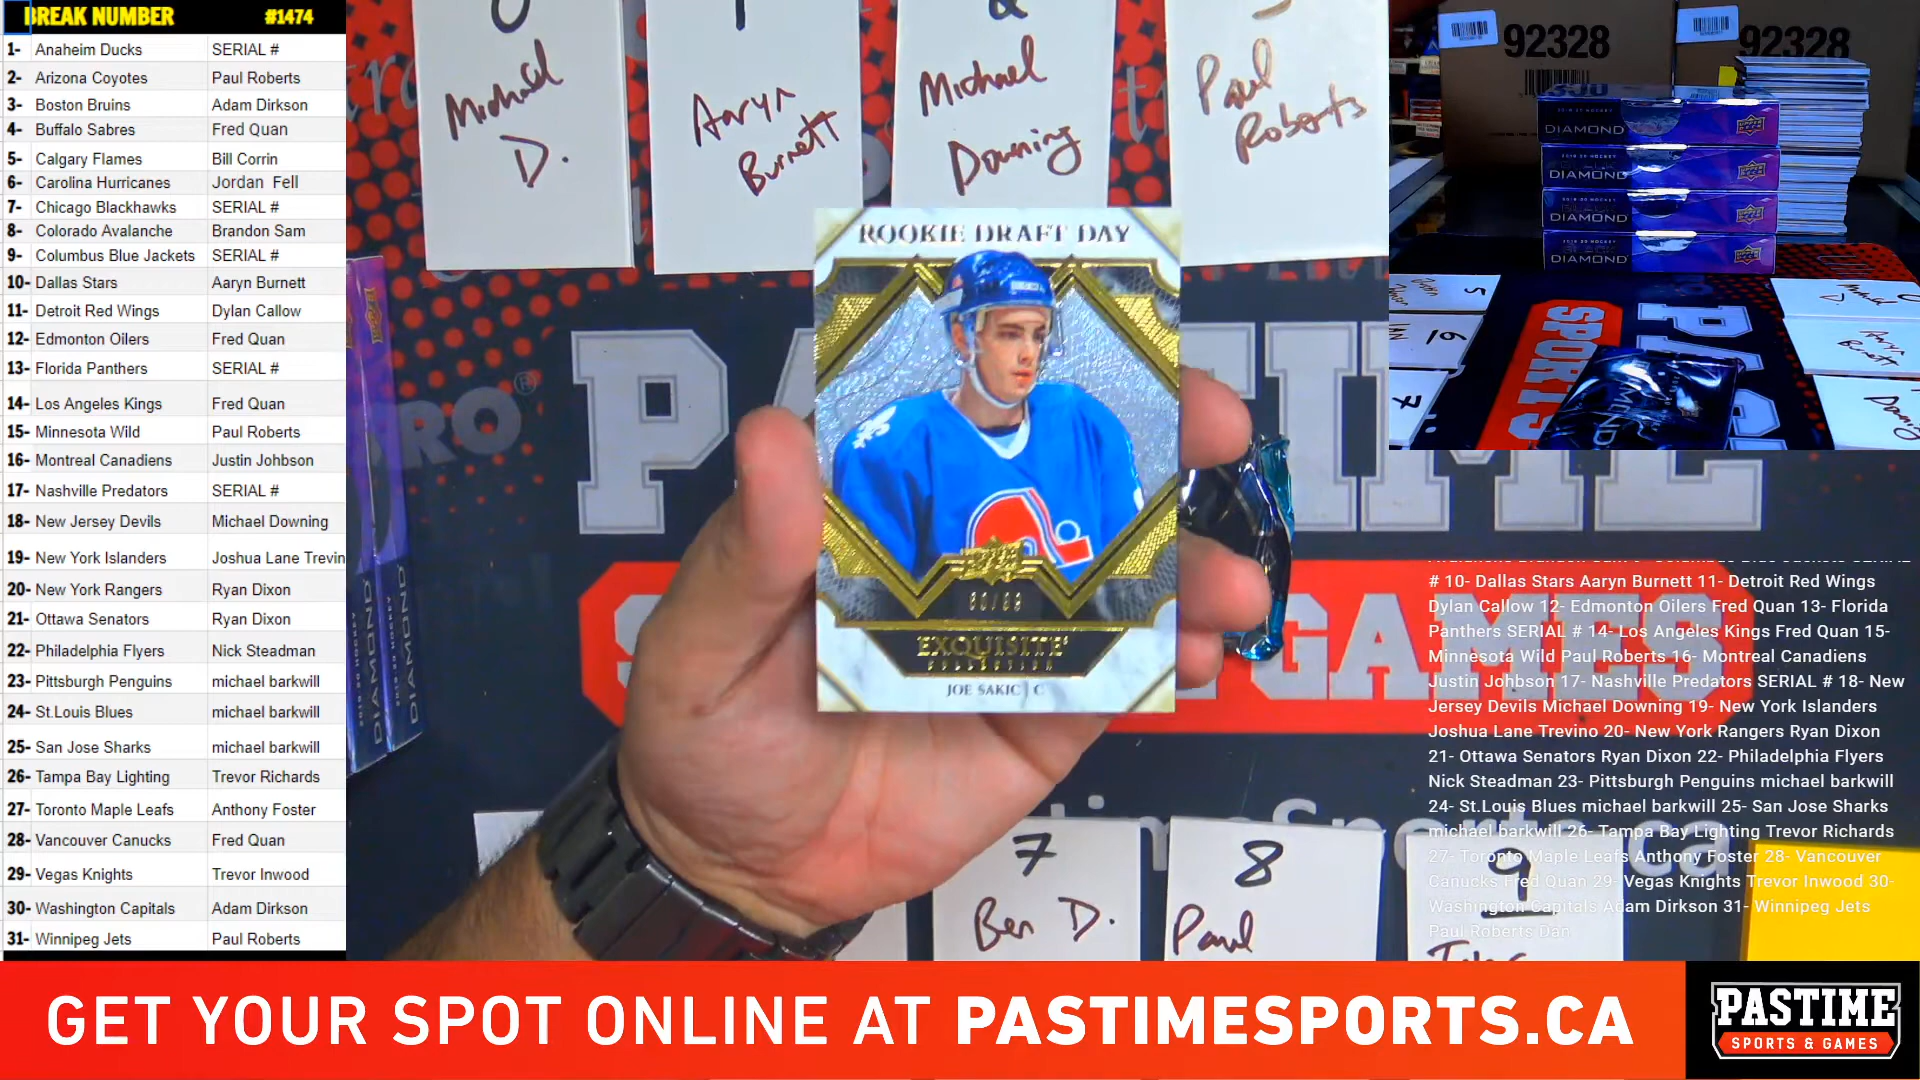 BREAK NUMBER #1474
1- Anaheim Ducks SERIAL #
2- Arizona Coyotes Paul Roberts
3- Boston Bruins Adam Dirkson
4- Buffalo Sabres Fred Quan
5- Calgary Flames Bill Corrin
6- Carolina Hurricanes Jordan Fell
7- Chicago Blackhawks SERIAL #
8- Colorado Avalanche Brandon Sam
9- Columbus Blue Jackets SERIAL #
10- Dallas Stars Aaryn Burnett
11- Detroit Red Wings Dylan Callow
12- Edmonton Oilers Fred Quan
13- Florida Panthers SERIAL #
14- Los Angeles Kings Fred Quan
15- Minnesota Wild Paul Roberts
16- Montreal Canadiens Justin Johbson
17- Nashville Predators SERIAL #
18- New Jersey Devils Michael Downing
19- New York Islanders Joshua Lane Trevin
20- New York Rangers Ryan Dixon
21- Ottawa Senators Ryan Dixon
22- Philadelphia Flyers Nick Steadman
23- Pittsburgh Penguins michael barkwill
24- St.Louis Blues michael barkwill
25- San Jose Sharks michael barkwill
26- Tampa Bay Lighting Trevor Richards
27- Toronto Maple Leafs Anthony Foster
28- Vancouver Canucks Fred Quan
29- Vegas Knights Trevor Inwood
30- Washington Capitals Adam Dirkson
31- Winnipeg Jets Paul Roberts
Michael
D.
Aaryn
Burnett
Michael
Downing
Paul
Roberts
ROOKIE DRAFT DAY
EXQUISITE
COLLECTION
JOE SAKIC | C
7
Ben D.
8
Paul
9
GAMES
92328
92328
DIAMOND
DIAMOND
DIAMOND
DIAMOND
SPORTS
# 10- Dallas Stars Aaryn Burnett 11- Detroit Red Wings
Dylan Callow 12- Edmonton Oilers Fred Quan 13- Florida
Panthers SERIAL # 14- Los Angeles Kings Fred Quan 15-
Minnesota Wild Paul Roberts 16- Montreal Canadiens
Justin Johbson 17- Nashville Predators SERIAL # 18- New
Jersey Devils Michael Downing 19- New York Islanders
Joshua Lane Trevino 20- New York Rangers Ryan Dixon
21- Ottawa Senators Ryan Dixon 22- Philadelphia Flyers
Nick Steadman 23- Pittsburgh Penguins michael barkwill
24- St.Louis Blues michael barkwill 25- San Jose Sharks
michael barkwill 26- Tampa Bay Lighting Trevor Richards
27- Toronto Maple Leafs Anthony Foster 28- Vancouver
Canucks Fred Quan 29- Vegas Knights Trevor Inwood 30-
Washington Capitals Adam Dirkson 31- Winnipeg Jets
Paul Roberts Dan
GET YOUR SPOT ONLINE AT PASTIMESPORTS.CA
PASTIME
SPORTS & GAMES